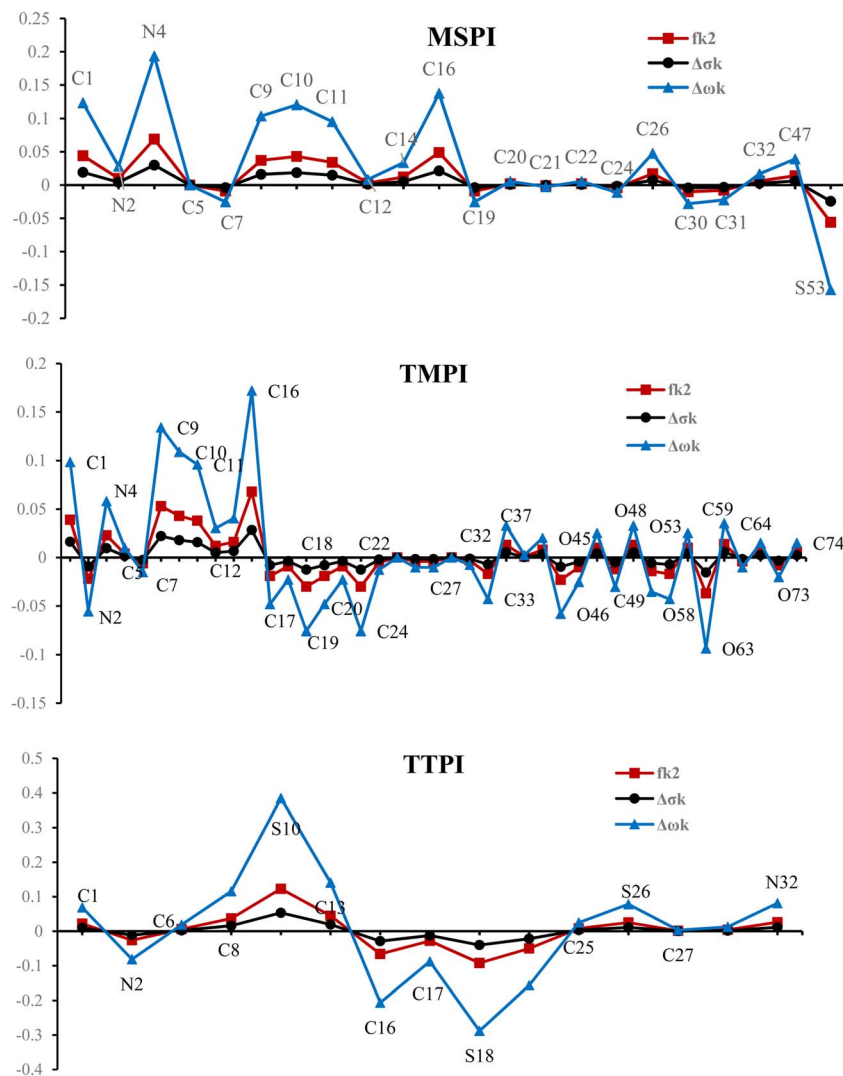 MSPI
fk2
Δσk
Δωk
0.25
0.2
0.15
0.1
0.05
0
-0.05
-0.1
-0.15
-0.2
C1
N2
N4
C5
C7
C9
C10
C11
C12
C14
C16
C19
C20
C21
C22
C24
C26
C30
C31
C32
C47
S53
TMPI
fk2
Δσk
Δωk
0.2
0.15
0.1
0.05
0
-0.05
-0.1
-0.15
C1
N2
N4
C5
C7
C9
C10
C11
C12
C16
C17
C18
C19
C20
C22
C24
C27
C32
C33
C37
O45
O46
O48
C49
O53
O58
C59
O63
C64
O73
C74
TTPI
fk2
Δσk
Δωk
0.5
0.4
0.3
0.2
0.1
0
-0.1
-0.2
-0.3
-0.4
C1
N2
C6
C8
S10
C13
C16
C17
S18
C25
S26
C27
N32